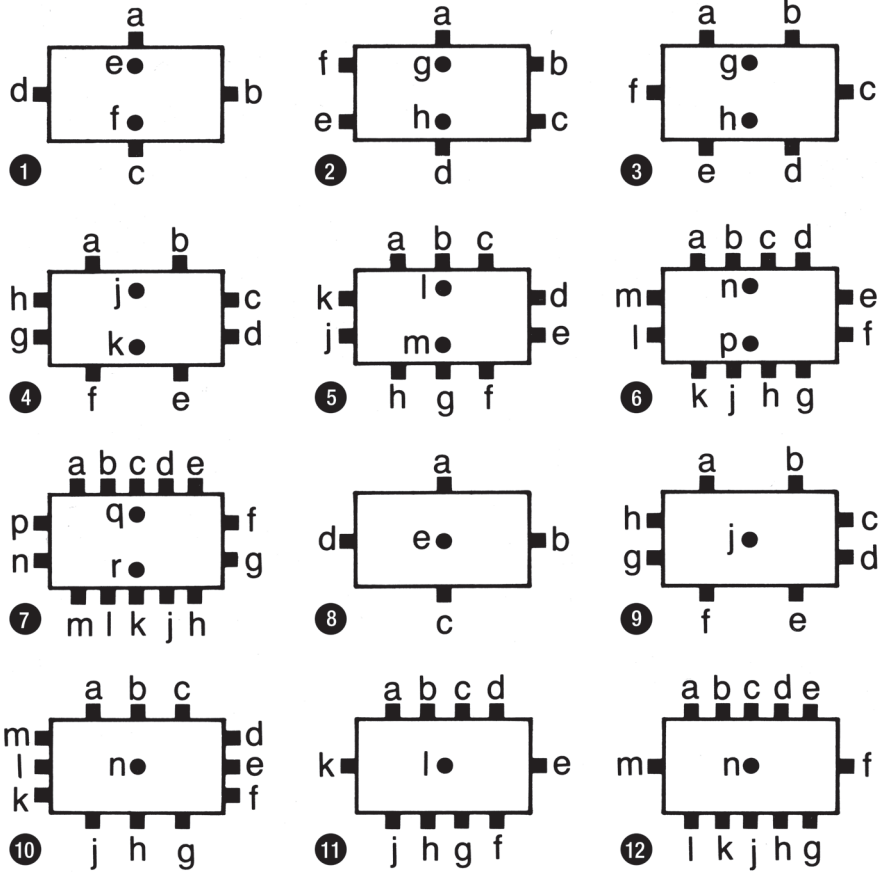 a
e
d b
f
1 c
a
f g b
e h c
2 d
a b
g
f c
h
3 e d
a b
h j c
g k d
4 f e
a b c
k l d
j m e
5 h g f
a b c d
m n e
l p f
6 k j h g
a b c d e
p q f
n r g
7 m l k j h
a
d e b
8 c
a b
h c
j
g d
9 f e
a b c
m d
l n e
k f
10 j h g
a b c d
k l e
11 j h g f
a b c d e
m n f
12 l k j h g